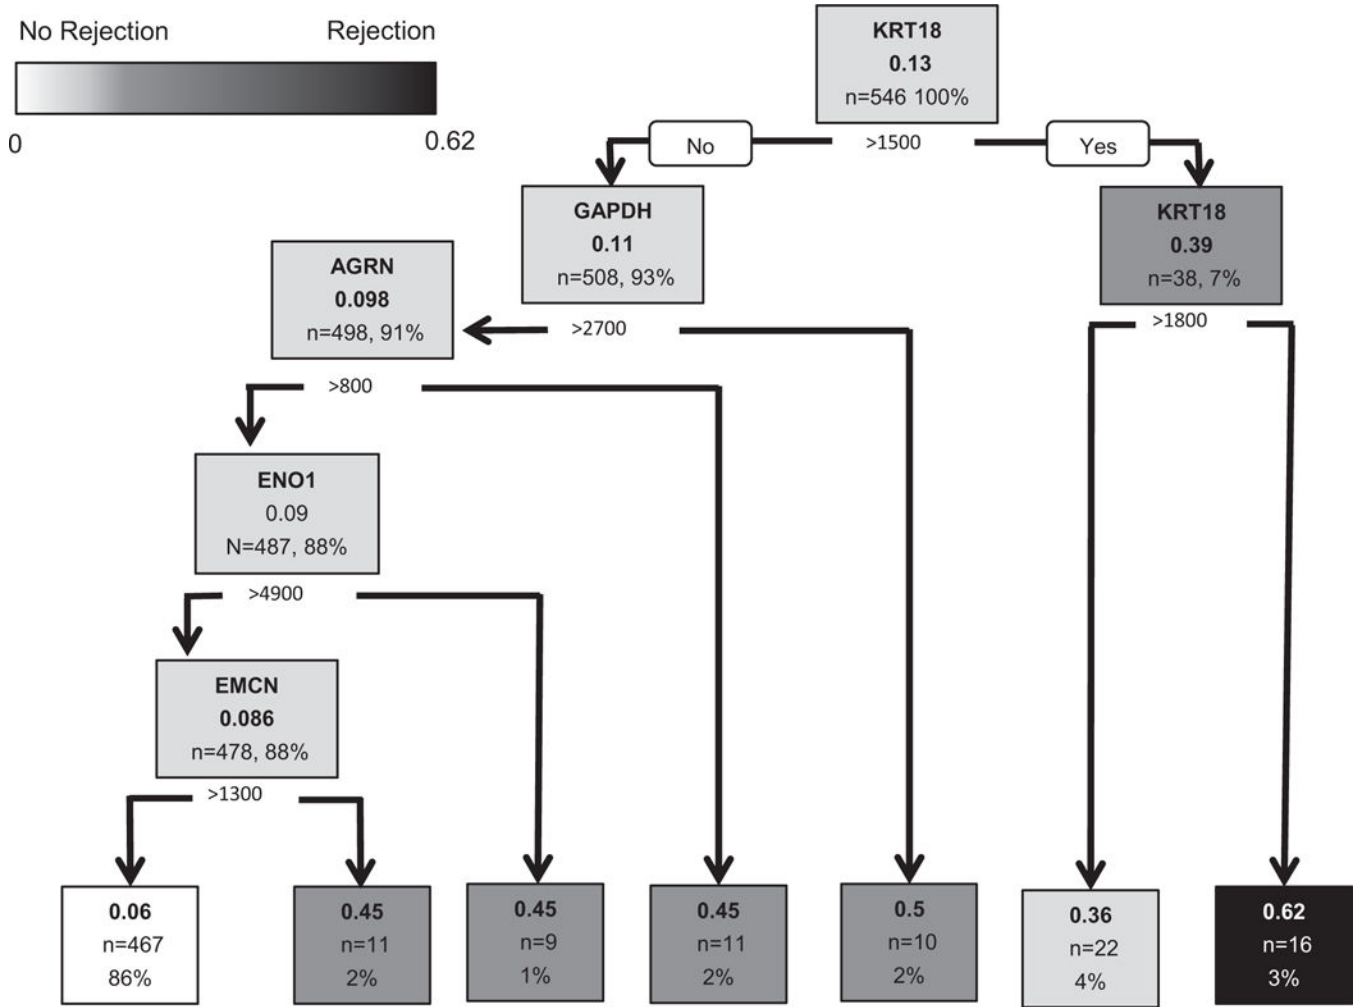 No Rejection Rejection
0 0.62
KRT18
0.13
n=546 100%
No >1500 Yes
GAPDH
0.11
n=508, 93%
KRT18
0.39
n=38, 7%
AGRN
0.098
n=498, 91%
>2700
>1800
>800
ENO1
0.09
N=487, 88%
>4900
EMCN
0.086
n=478, 88%
>1300
0.06
n=467
86%
0.45
n=11
2%
0.45
n=9
1%
0.45
n=11
2%
0.5
n=10
2%
0.36
n=22
4%
0.62
n=16
3%